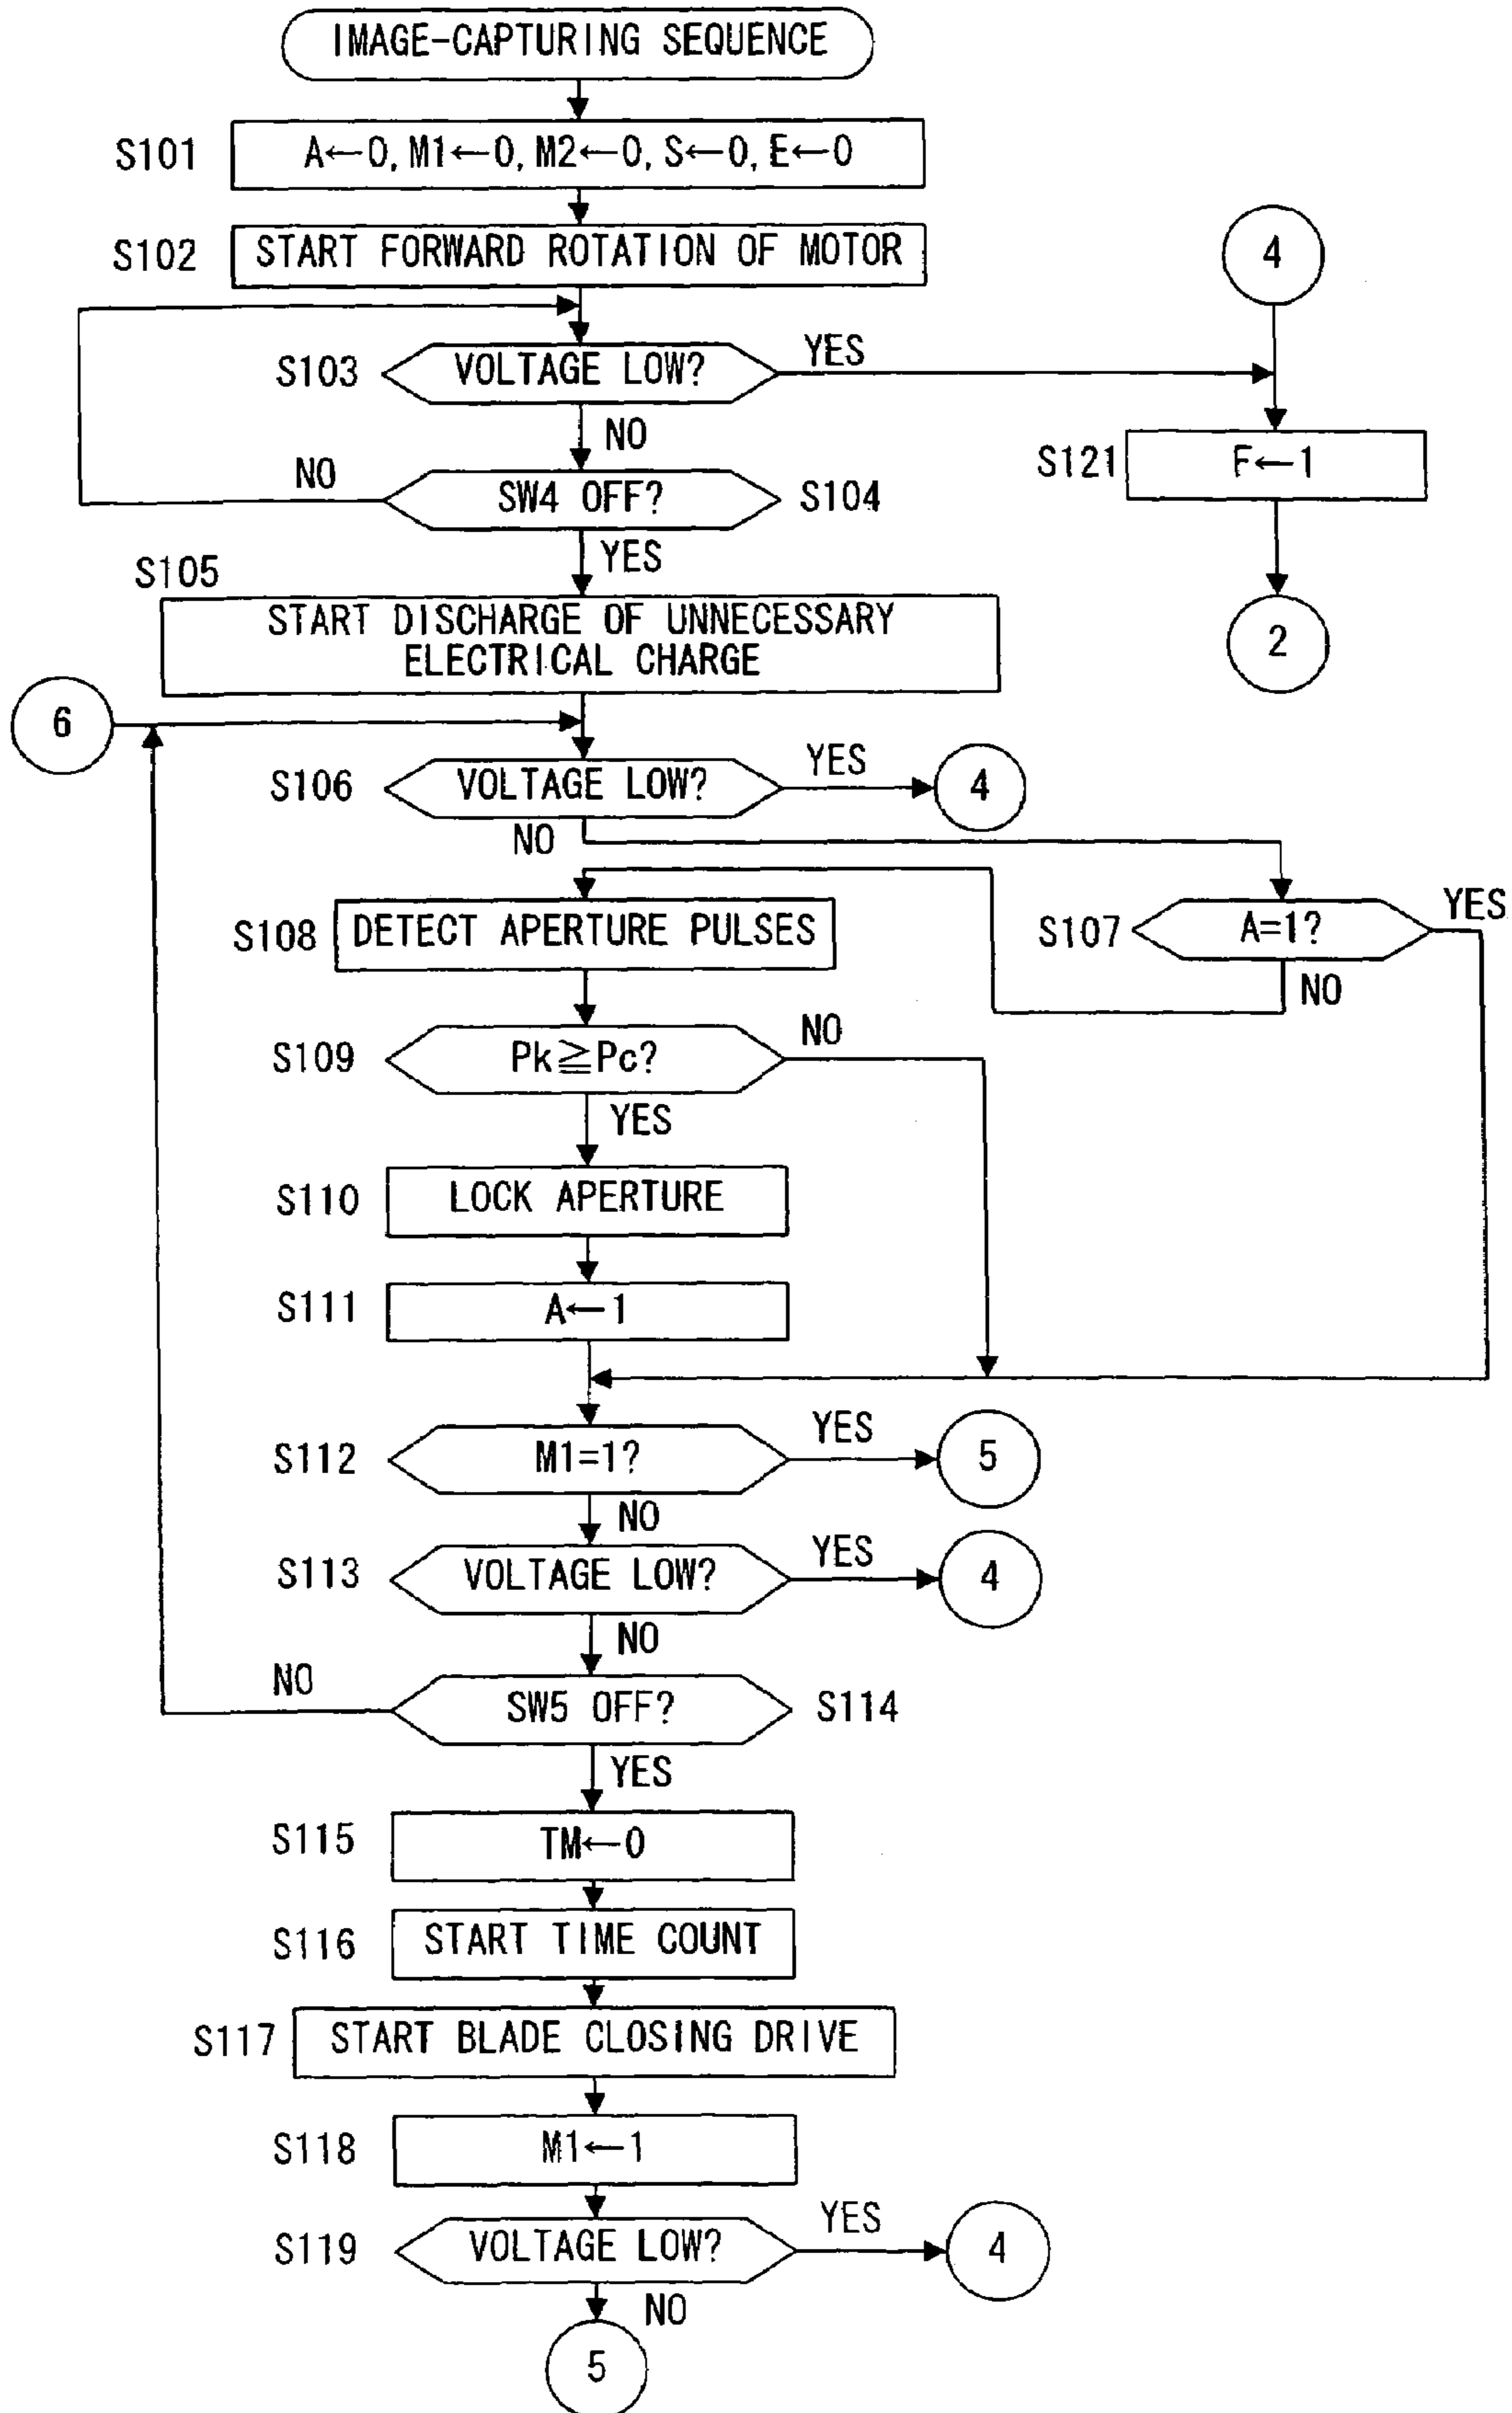 IMAGE-CAPTURING SEQUENCE
S101
A←0, M1←0, M2←0, S←0, E←0
S102
START FORWARD ROTATION OF MOTOR
4
S103
VOLTAGE LOW?
YES
NO
S121
F←1
NO
SW4 OFF?
S104
YES
2
S105
START DISCHARGE OF UNNECESSARY
ELECTRICAL CHARGE
6
S106
VOLTAGE LOW?
YES
4
NO
S108
DETECT APERTURE PULSES
S107
A=1?
YES
NO
S109
Pk≧Pc?
NO
YES
S110
LOCK APERTURE
S111
A←1
S112
M1=1?
YES
5
NO
S113
VOLTAGE LOW?
YES
4
NO
NO
SW5 OFF?
S114
YES
S115
TM←0
S116
START TIME COUNT
S117
START BLADE CLOSING DRIVE
S118
M1←1
S119
VOLTAGE LOW?
YES
4
NO
5